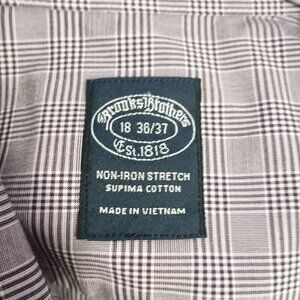 Brooks Brothers
18 36/37
Est. 1818
NON-IRON STRETCH
SUPIMA COTTON
MADE IN VIETNAM